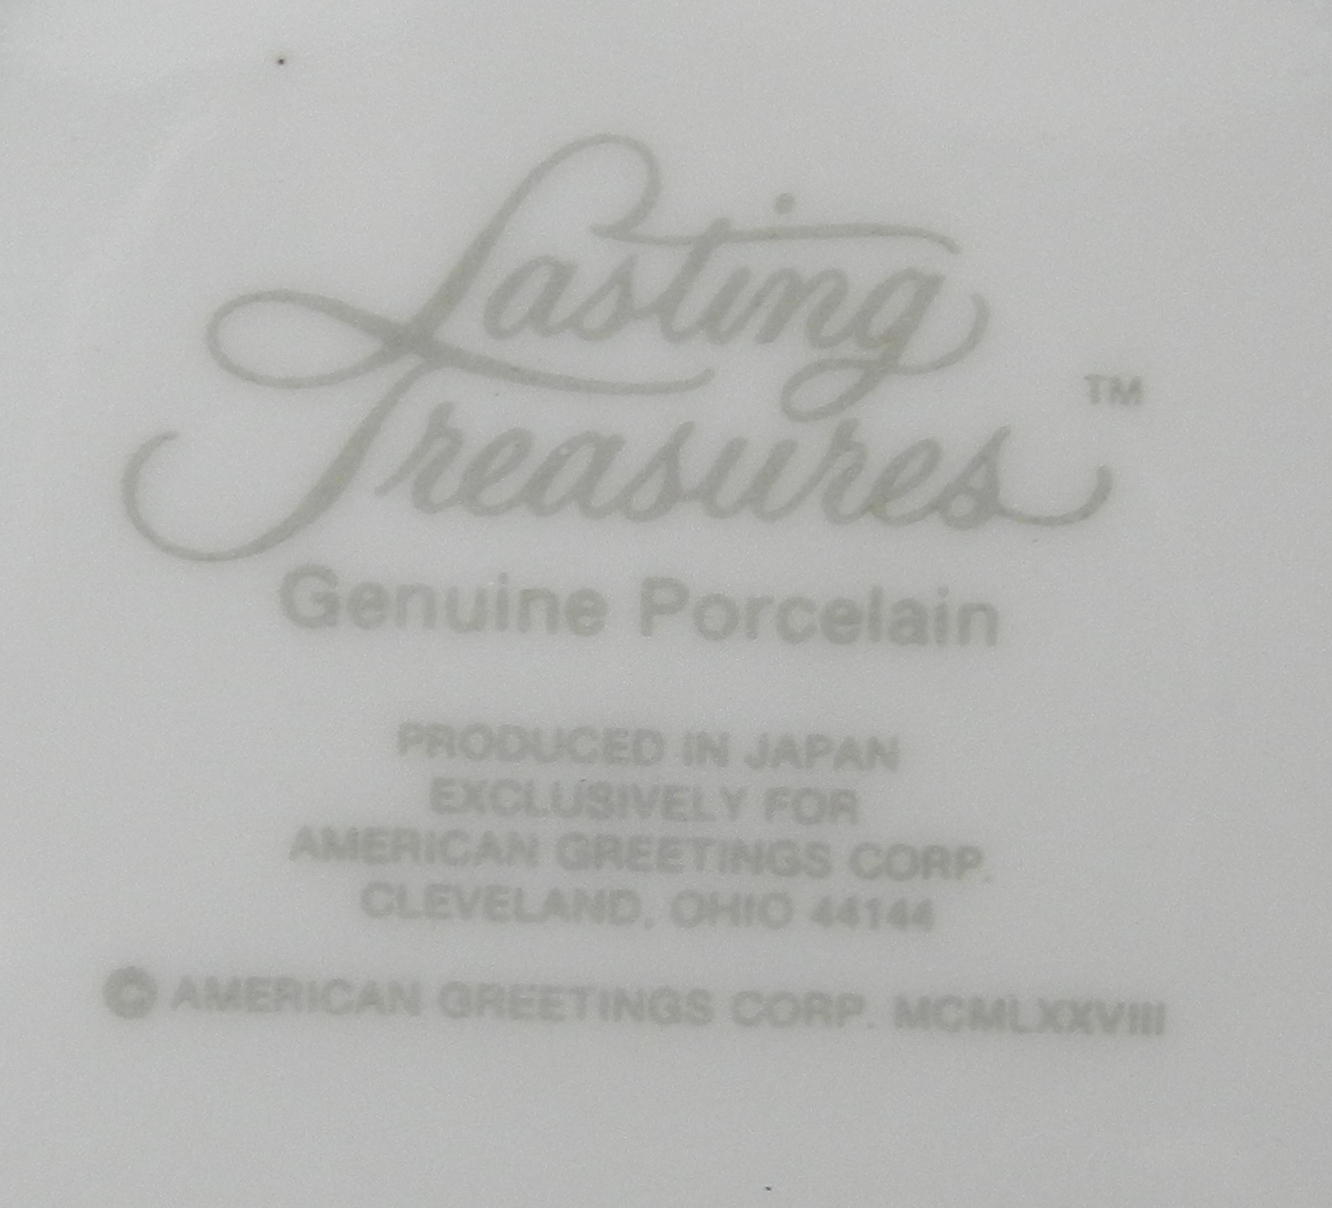 Lasting
Treasures™
Genuine Porcelain
PRODUCED IN JAPAN
EXCLUSIVELY FOR
AMERICAN GREETINGS CORP.
CLEVELAND, OHIO 44144
© AMERICAN GREETINGS CORP. MCMLXXVIII